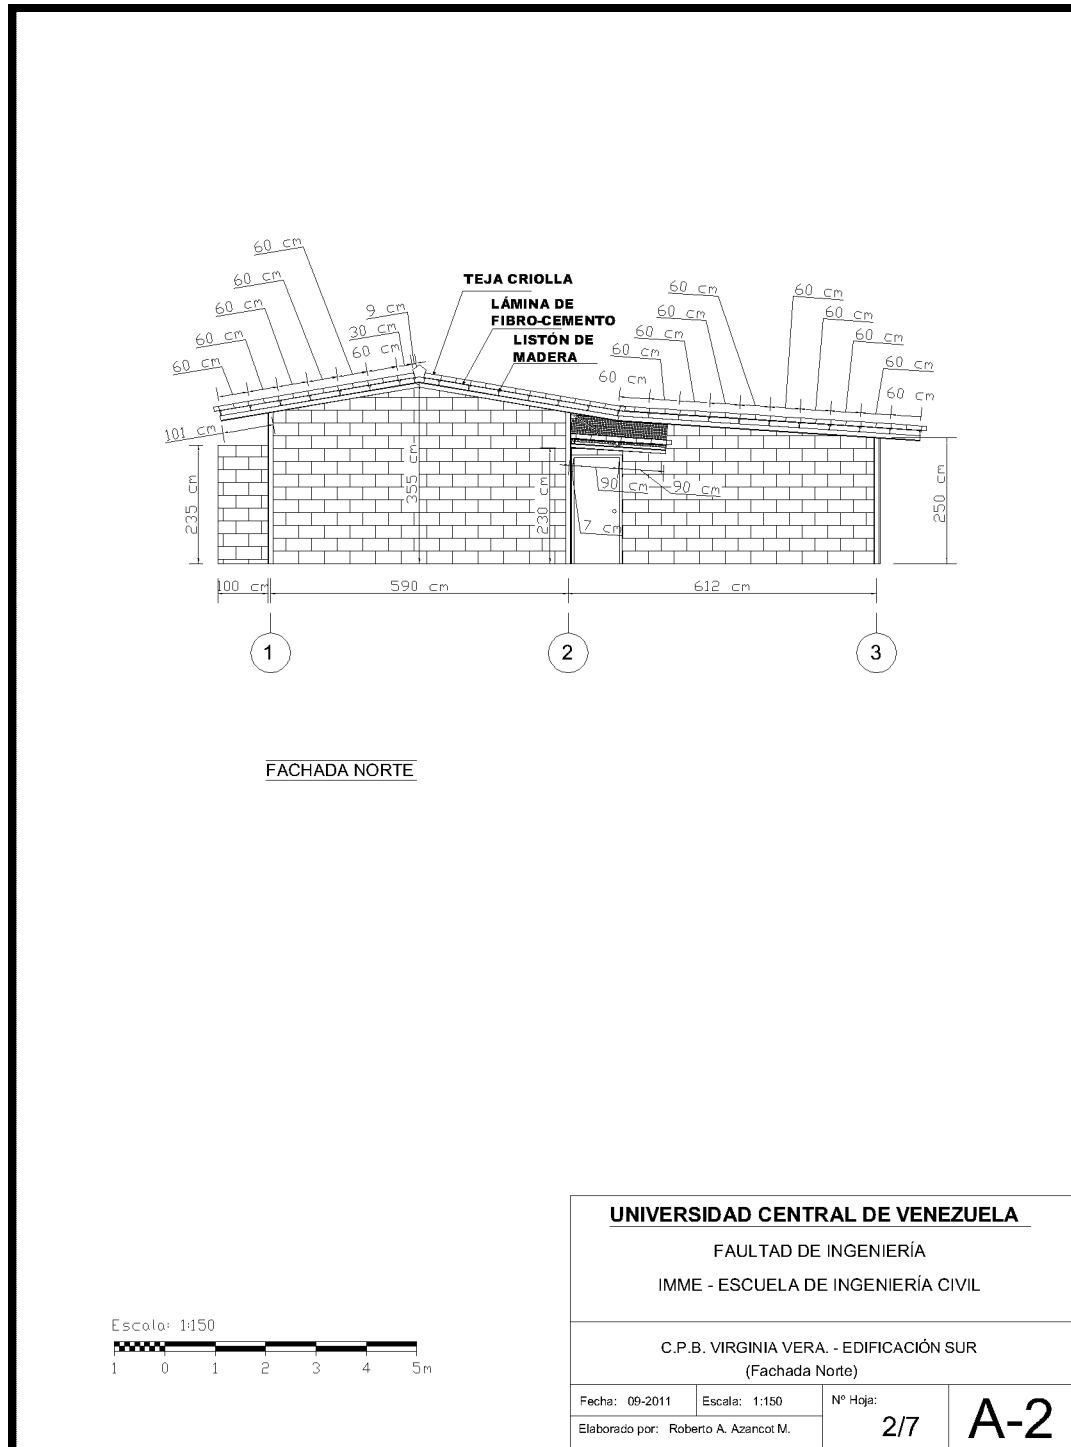 60 cm
60 cm
60 cm
60 cm
60 cm
9 cm
30 cm
60 cm
TEJA CRIOLLA
LÁMINA DE
FIBRO-CEMENTO
LISTÓN DE
MADERA
60 cm
60 cm
60 cm
60 cm
60 cm
60 cm
60 cm
60 cm
60 cm
60 cm
101 cm
235 cm
355 cm
230 cm
90 cm
90 cm
7 cm
250 cm
100 cm
590 cm
612 cm
1
2
3
FACHADA NORTE
Escala: 1:150
1 0 1 2 3 4 5m
UNIVERSIDAD CENTRAL DE VENEZUELA
FAULTAD DE INGENIERÍA
IMME - ESCUELA DE INGENIERÍA CIVIL
C.P.B. VIRGINIA VERA. - EDIFICACIÓN SUR
(Fachada Norte)
Fecha: 09-2011
Escala: 1:150
Nº Hoja:
2/7
A-2
Elaborado por: Roberto A. Azancot M.